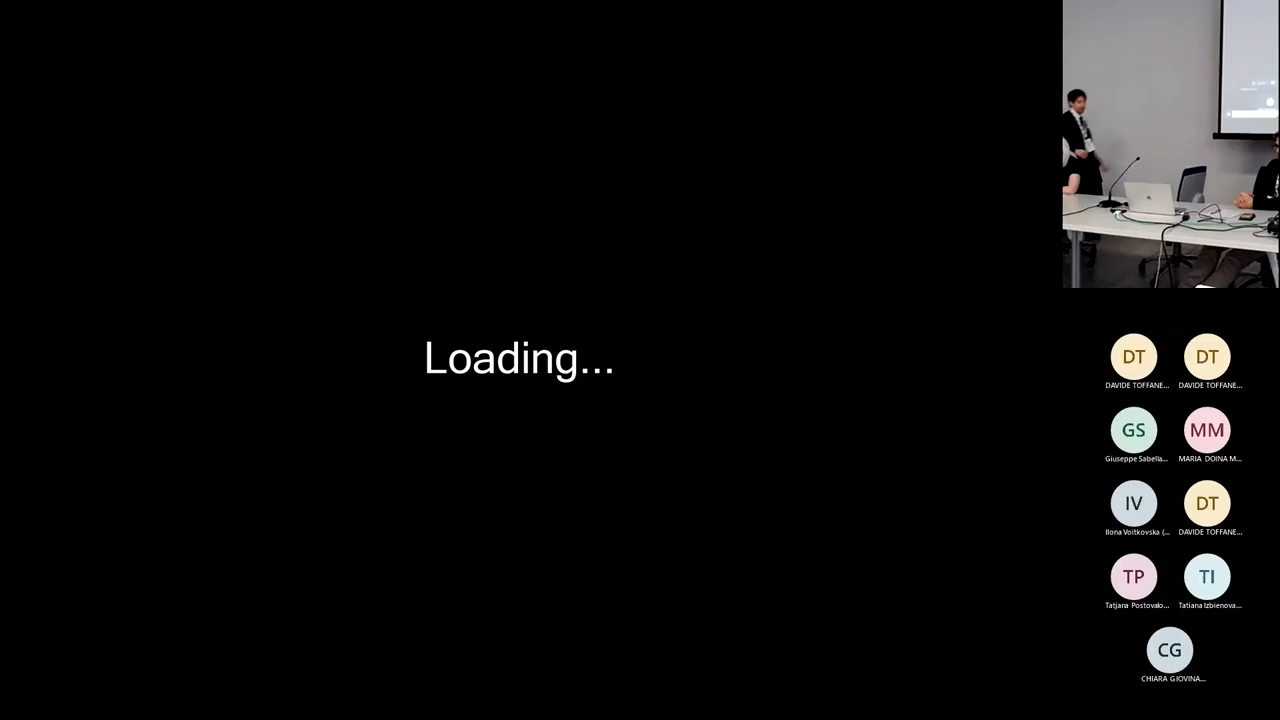 Loading...
DT
DT
DAVIDE TOFFANE...
DAVIDE TOFFANE...
GS
MM
Giuseppe Sabella...
MARIA DOINA M...
IV
DT
Ilona Voitkovska (...
DAVIDE TOFFANE...
TP
TI
Tatjana Postovalo...
Tatiana Izbienova...
CG
CHIARA GIOVINA...